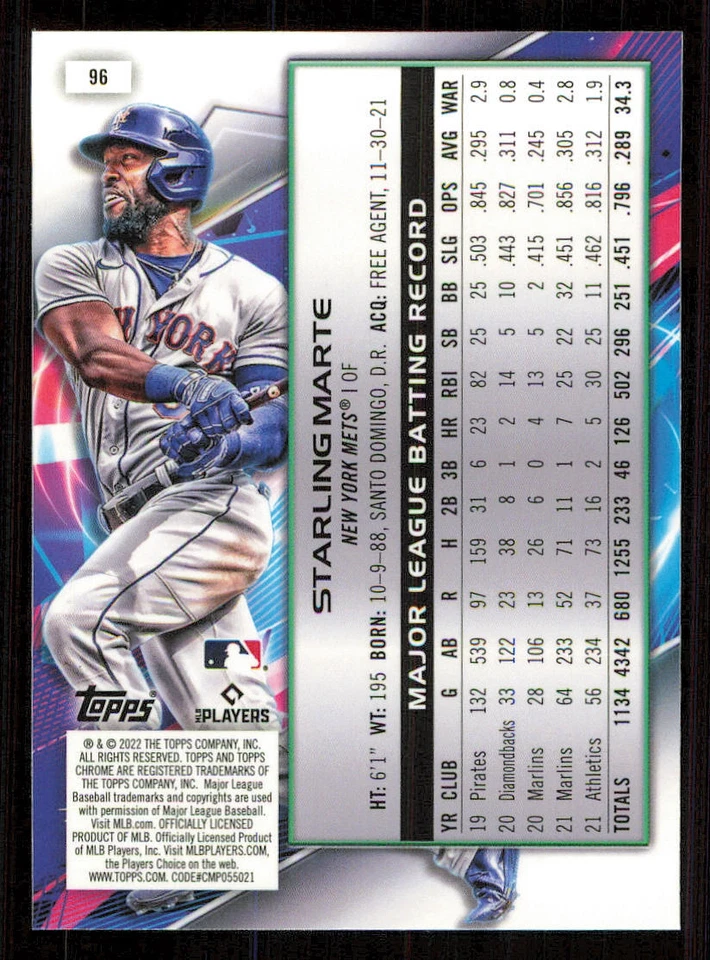 96
NEW YORK
STARLING MARTE
NEW YORK METS® | OF
HT: 6'1" WT: 195 BORN: 10-9-88, SANTO DOMINGO, D.R. ACQ: FREE AGENT, 11-30-21
MAJOR LEAGUE BATTING RECORD
YR CLUB G AB R H 2B 3B HR RBI SB BB SLG OPS AVG WAR
19 Pirates 132 539 97 159 31 6 23 82 25 25 .503 .845 .295 2.9
20 Diamondbacks 33 122 23 38 8 1 2 14 5 10 .443 .827 .311 0.8
20 Marlins 28 106 13 26 6 0 4 13 5 2 .415 .701 .245 0.4
21 Marlins 64 233 52 71 11 1 7 25 22 32 .451 .856 .305 2.8
21 Athletics 56 234 37 73 16 2 5 30 25 11 .462 .816 .312 1.9
TOTALS 1134 4342 680 1255 233 46 126 502 296 251 .451 .796 .289 34.3
Topps®
MLB PLAYERS
® & © 2022 THE TOPPS COMPANY, INC.
ALL RIGHTS RESERVED. TOPPS AND TOPPS
CHROME ARE REGISTERED TRADEMARKS OF
THE TOPPS COMPANY, INC. Major League
Baseball trademarks and copyrights are used
with permission of Major League Baseball.
Visit MLB.com. OFFICIALLY LICENSED
PRODUCT OF MLB. Officially Licensed Product
of MLB Players, Inc. Visit MLBPLAYERS.COM,
the Players Choice on the web.
WWW.TOPPS.COM. CODE#CMP055021